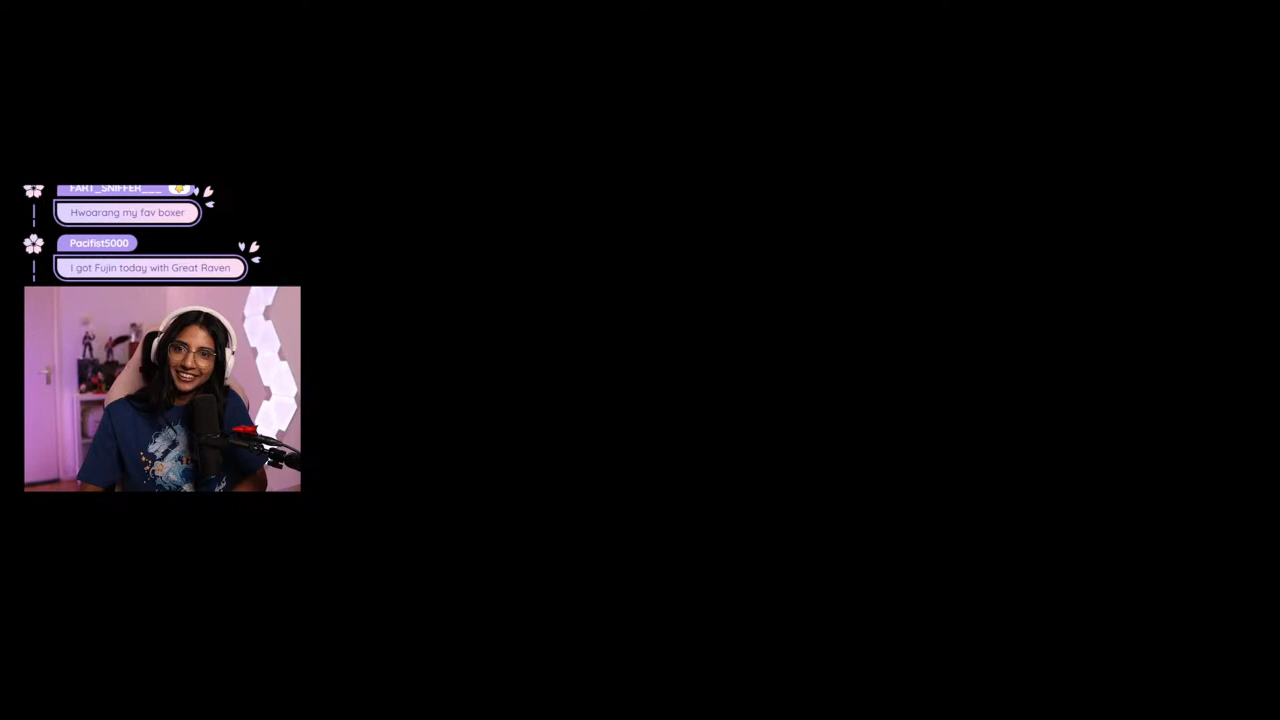 FART_SNIFFER___
Hwoarang my fav boxer
Pacifist5000
I got Fujin today with Great Raven